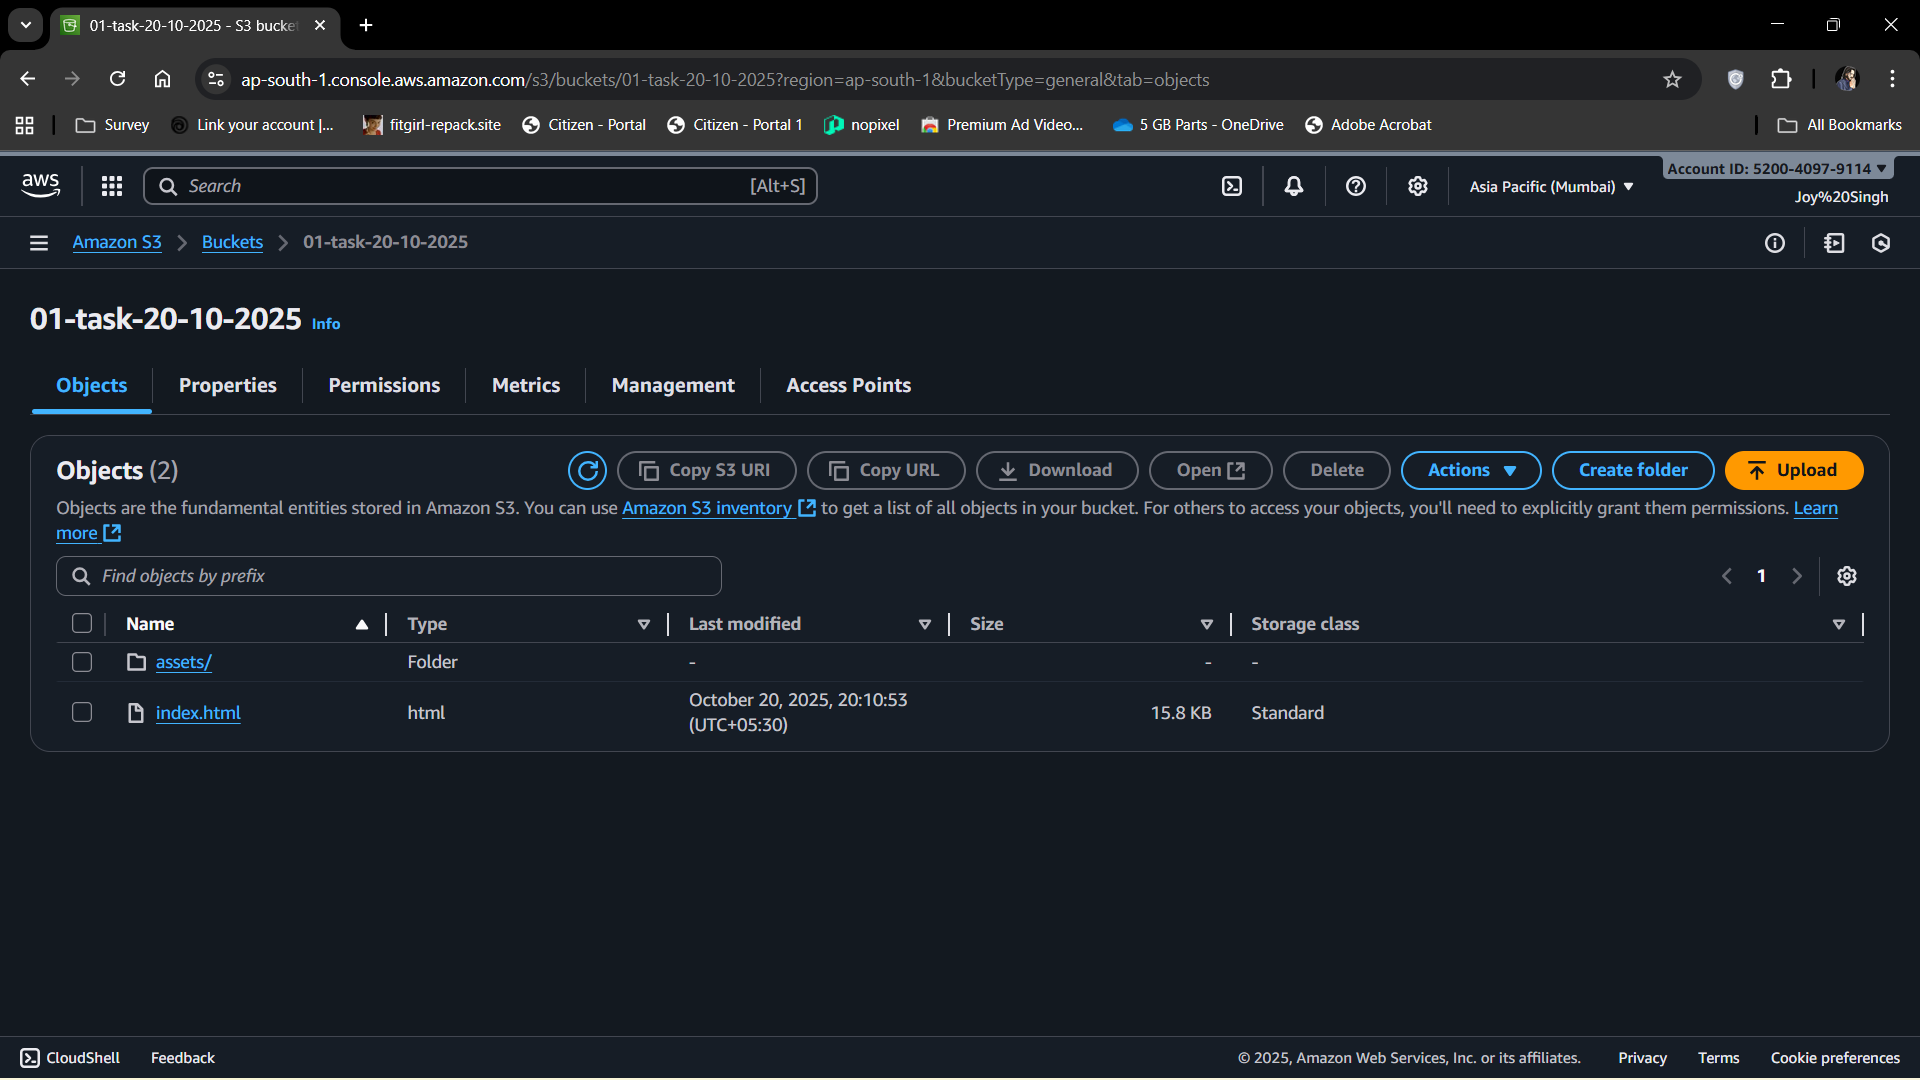 01-task-20-10-2025 - S3 bucke
ap-south-1.console.aws.amazon.com/s3/buckets/01-task-20-10-2025?region=ap-south-1&bucketType=general&tab=objects
Survey Link your account |... fitgirl-repack.site Citizen - Portal Citizen - Portal 1 nopixel Premium Ad Video... 5 GB Parts - OneDrive Adobe Acrobat All Bookmarks
aws Search [Alt+S] Asia Pacific (Mumbai) Account ID: 5200-4097-9114
Joy%20Singh
Amazon S3 Buckets 01-task-20-10-2025
01-task-20-10-2025 Info
Objects Properties Permissions Metrics Management Access Points
Objects (2) Copy S3 URI Copy URL Download Open Delete Actions Create folder Upload
Objects are the fundamental entities stored in Amazon S3. You can use Amazon S3 inventory to get a list of all objects in your bucket. For others to access your objects, you'll need to explicitly grant them permissions. Learn
more
Find objects by prefix 1
Name Type Last modified Size Storage class
assets/ Folder - - -
index.html html October 20, 2025, 20:10:53 15.8 KB Standard
(UTC+05:30)
CloudShell Feedback © 2025, Amazon Web Services, Inc. or its affiliates. Privacy Terms Cookie preferences